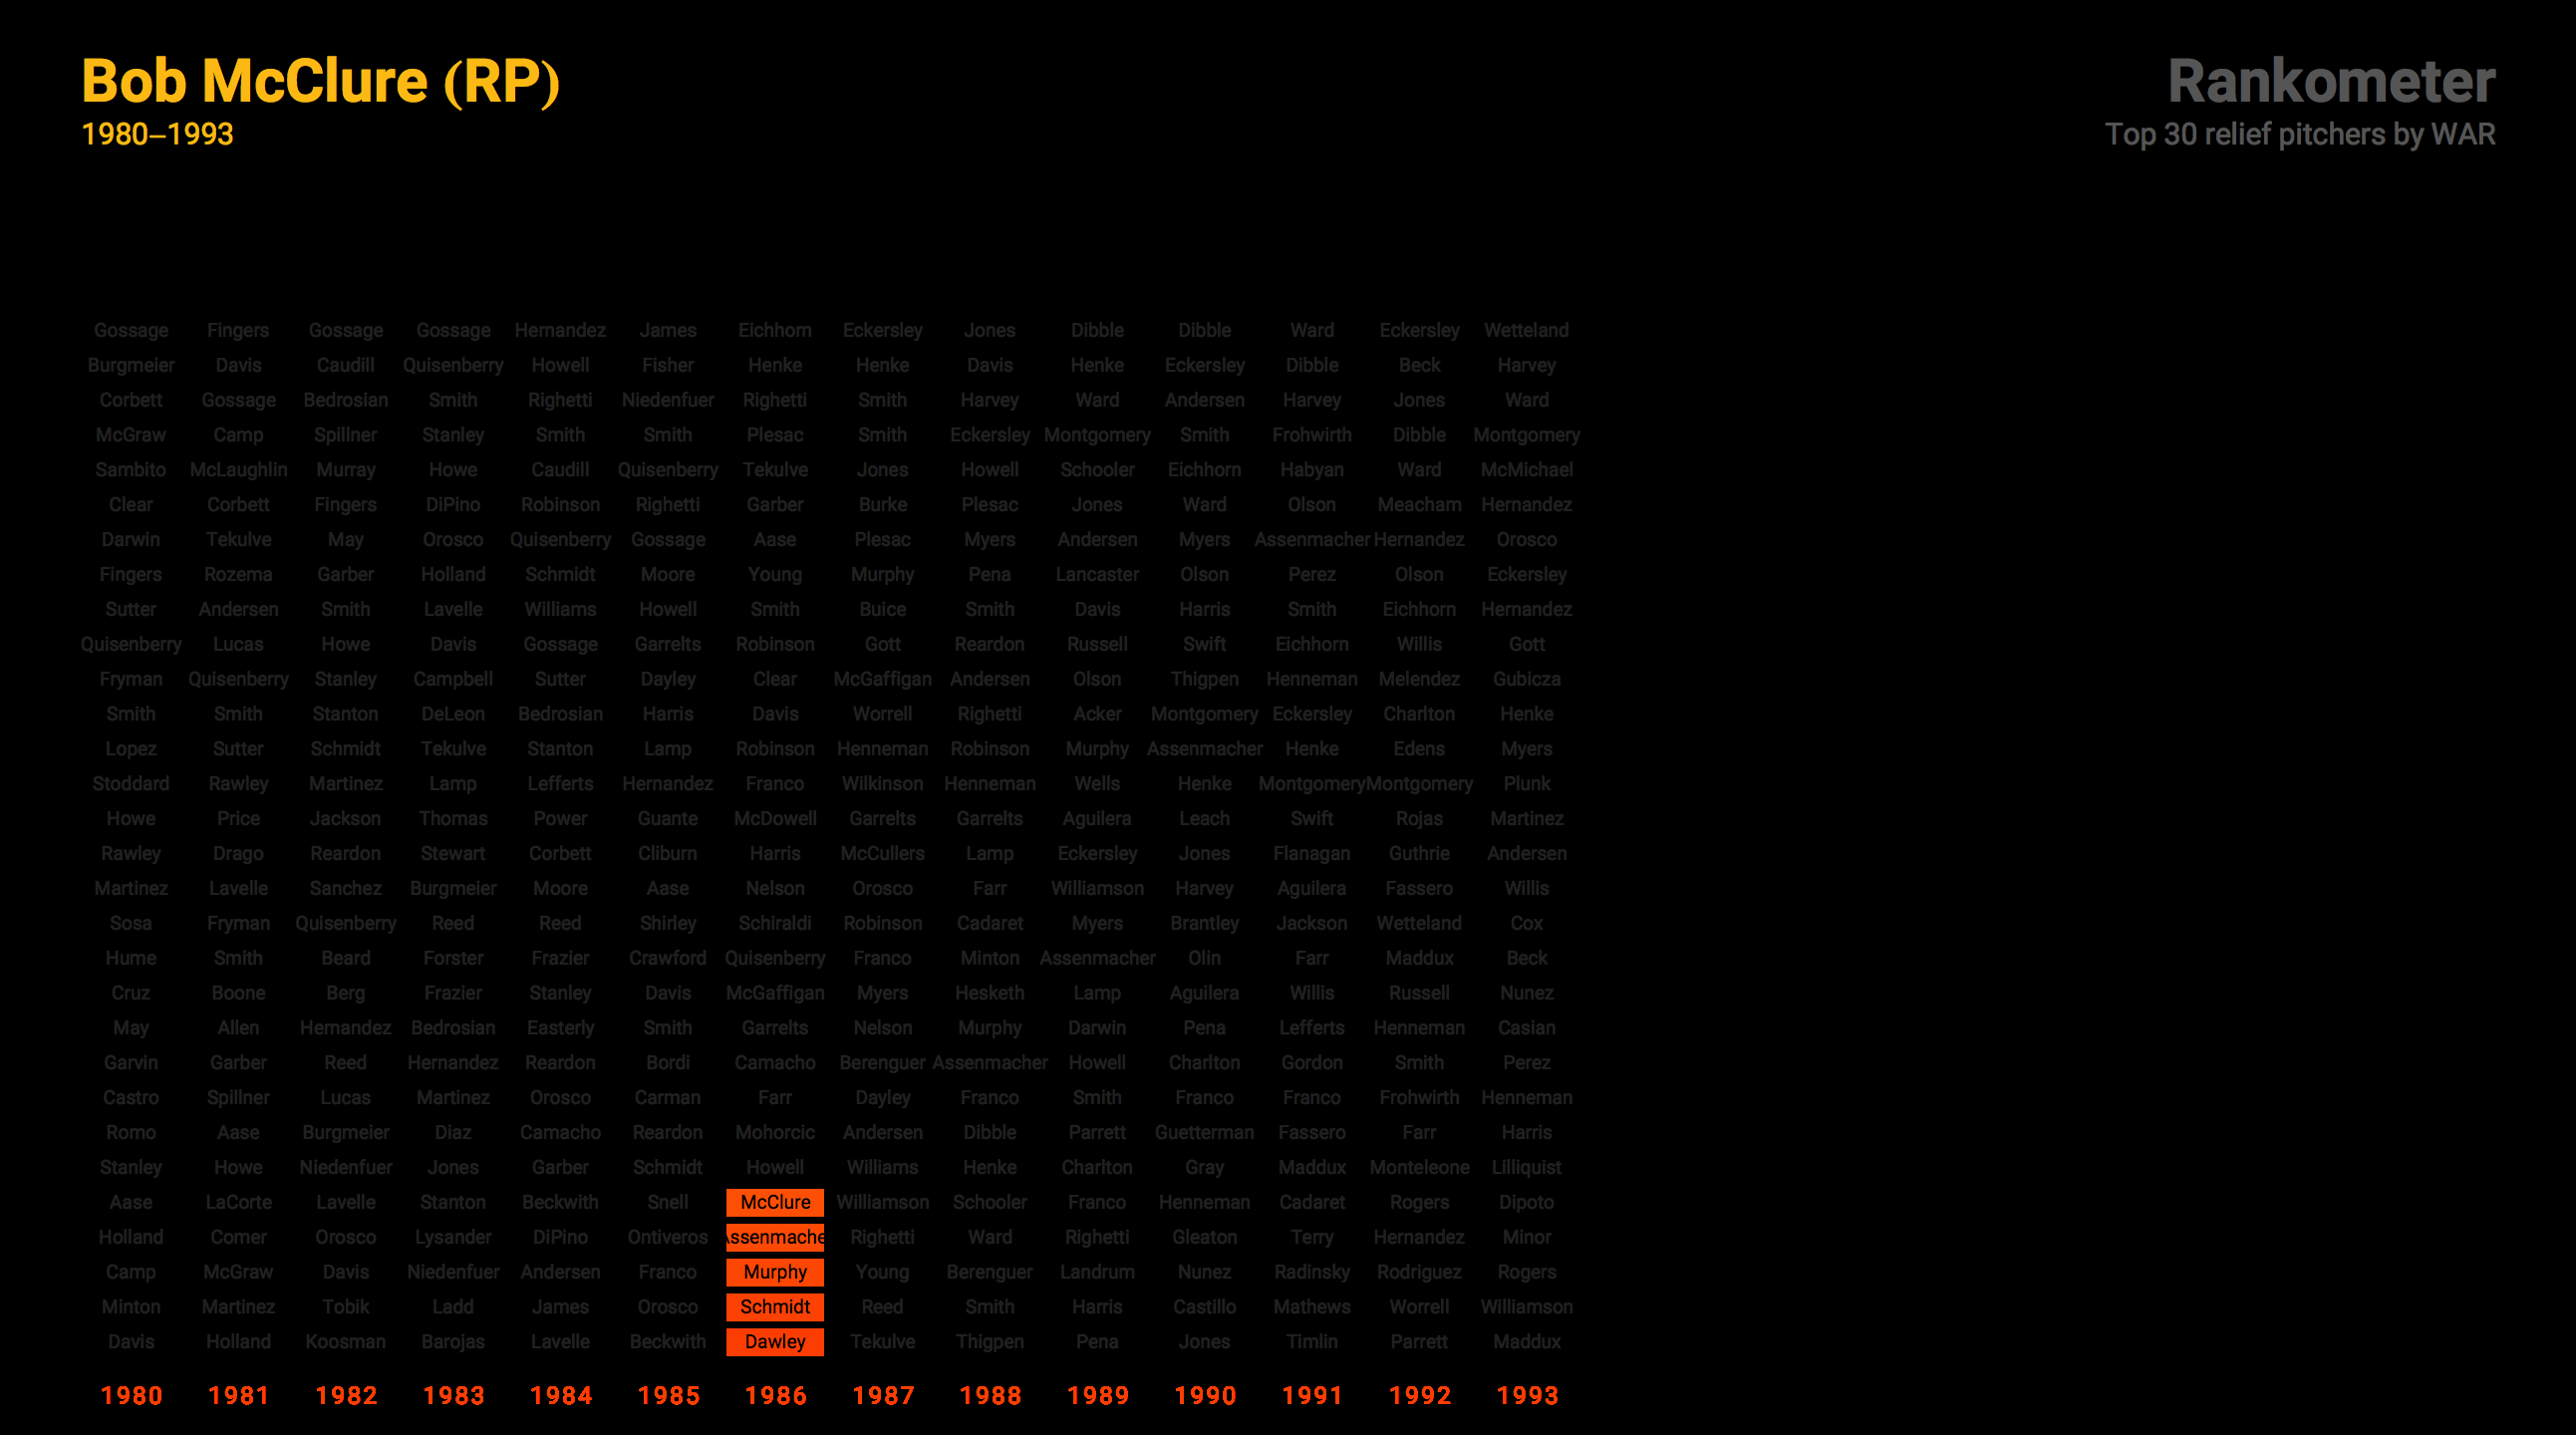 Bob McClure (RP)
1980–1993
Rankometer
Top 30 relief pitchers by WAR
Gossage Fingers Gossage Gossage Hernandez James Eichhorn Eckersley Jones Dibble Dibble Ward Eckersley Wetteland
Burgmeier Davis Caudill Quisenberry Howell Fisher Henke Henke Davis Henke Eckersley Dibble Beck Harvey
Corbett Gossage Bedrosian Smith Righetti Niedenfuer Righetti Smith Harvey Ward Andersen Harvey Jones Ward
McGraw Camp Spillner Stanley Smith Smith Plesac Smith Eckersley Montgomery Smith Frohwirth Dibble Montgomery
Sambito McLaughlin Murray Howe Caudill Quisenberry Tekulve Jones Howell Schooler Eichhorn Habyan Ward McMichael
Clear Corbett Fingers DiPino Robinson Righetti Garber Burke Plesac Jones Ward Olson Meacham Hernandez
Darwin Tekulve May Orosco Quisenberry Gossage Aase Plesac Myers Andersen Myers Assenmacher Hernandez Orosco
Fingers Rozema Garber Holland Schmidt Moore Young Murphy Pena Lancaster Olson Perez Olson Eckersley
Sutter Andersen Smith Lavelle Williams Howell Smith Buice Smith Davis Harris Smith Eichhorn Hernandez
Quisenberry Lucas Howe Davis Gossage Garrelts Robinson Gott Reardon Russell Swift Eichhorn Willis Gott
Fryman Quisenberry Stanley Campbell Sutter Dayley Clear McGaffigan Andersen Olson Thigpen Henneman Melendez Gubicza
Smith Smith Stanton DeLeon Bedrosian Harris Davis Worrell Righetti Acker Montgomery Eckersley Charlton Henke
Lopez Sutter Schmidt Tekulve Stanton Lamp Robinson Henneman Robinson Murphy Assenmacher Henke Edens Myers
Stoddard Rawley Martinez Lamp Lefferts Hernandez Franco Wilkinson Henneman Wells Henke Montgomery Montgomery Plunk
Howe Price Jackson Thomas Power Guante McDowell Garrelts Garrelts Aguilera Leach Swift Rojas Martinez
Rawley Drago Reardon Stewart Corbett Cliburn Harris McCullers Lamp Eckersley Jones Flanagan Guthrie Andersen
Martinez Lavelle Sanchez Burgmeier Moore Aase Nelson Orosco Farr Williamson Harvey Aguilera Fassero Willis
Sosa Fryman Quisenberry Reed Reed Shirley Schiraldi Robinson Cadaret Myers Brantley Jackson Wetteland Cox
Hume Smith Beard Forster Frazier Crawford Quisenberry Franco Minton Assenmacher Olin Farr Maddux Beck
Cruz Boone Berg Frazier Stanley Davis McGaffigan Myers Hesketh Lamp Aguilera Willis Russell Nunez
May Allen Hernandez Bedrosian Easterly Smith Garrelts Nelson Murphy Darwin Pena Lefferts Henneman Casian
Garvin Garber Reed Hernandez Reardon Bordi Camacho Berenguer Assenmacher Howell Charlton Gordon Smith Perez
Castro Spillner Lucas Martinez Orosco Carman Farr Dayley Franco Smith Franco Franco Frohwirth Henneman
Romo Aase Burgmeier Diaz Camacho Reardon Mohorcic Andersen Dibble Parrett Guetterman Fassero Farr Harris
Stanley Howe Niedenfuer Jones Garber Schmidt Howell Williams Henke Charlton Gray Maddux Monteleone Lilliquist
Aase LaCorte Lavelle Stanton Beckwith Snell McClure Williamson Schooler Franco Henneman Cadaret Rogers Dipoto
Holland Comer Orosco Lysander DiPino Ontiveros Assenmache Righetti Ward Righetti Gleaton Terry Hernandez Minor
Camp McGraw Davis Niedenfuer Andersen Franco Murphy Young Berenguer Landrum Nunez Radinsky Rodriguez Rogers
Minton Martinez Tobik Ladd James Orosco Schmidt Reed Smith Harris Castillo Mathews Worrell Williamson
Davis Holland Koosman Barojas Lavelle Beckwith Dawley Tekulve Thigpen Pena Jones Timlin Parrett Maddux
1980 1981 1982 1983 1984 1985 1986 1987 1988 1989 1990 1991 1992 1993